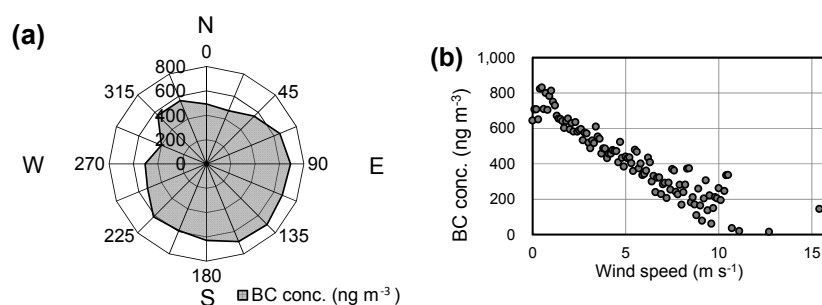 (a)
N
0
45
E
90
135
180
S
225
W
270
315
800
600
400
200
0
BC conc. (ng m⁻³)
(b)
BC conc. (ng m⁻³)
1,000
800
600
400
200
0
0 5 10 15
Wind speed (m s⁻¹)